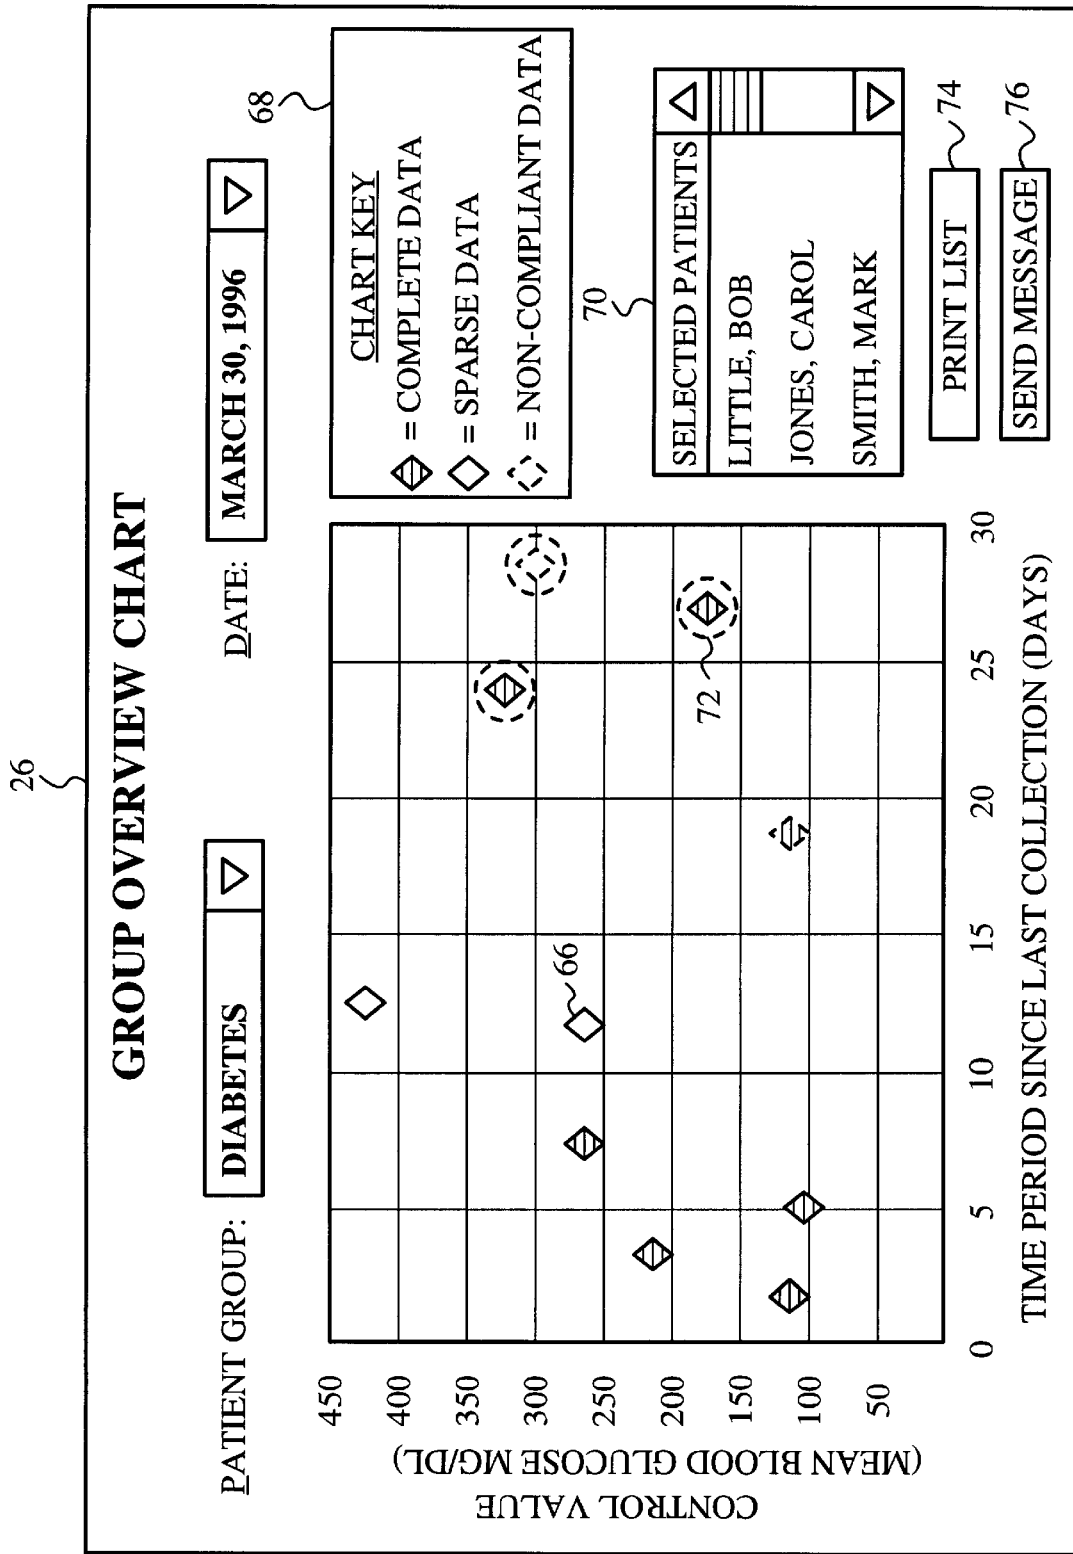 26
GROUP OVERVIEW CHART
PATIENT GROUP: DIABETES
DATE: MARCH 30, 1996
68
CHART KEY
= COMPLETE DATA
= SPARSE DATA
= NON-COMPLIANT DATA
CONTROL VALUE
(MEAN BLOOD GLUCOSE MG/DL)
450
400
350
300
250
200
150
100
50
66
72
0 5 10 15 20 25 30
TIME PERIOD SINCE LAST COLLECTION (DAYS)
70
SELECTED PATIENTS
LITTLE, BOB
JONES, CAROL
SMITH, MARK
PRINT LIST
74
SEND MESSAGE
76